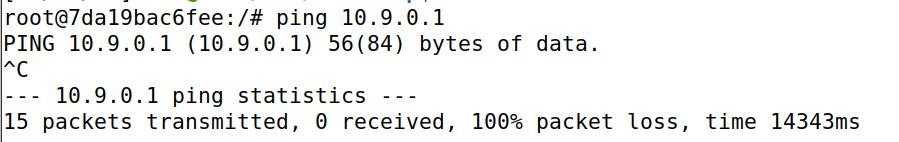 root@7da19bac6fee:/# ping 10.9.0.1
PING 10.9.0.1 (10.9.0.1) 56(84) bytes of data.
^C
--- 10.9.0.1 ping statistics ---
15 packets transmitted, 0 received, 100% packet loss, time 14343ms